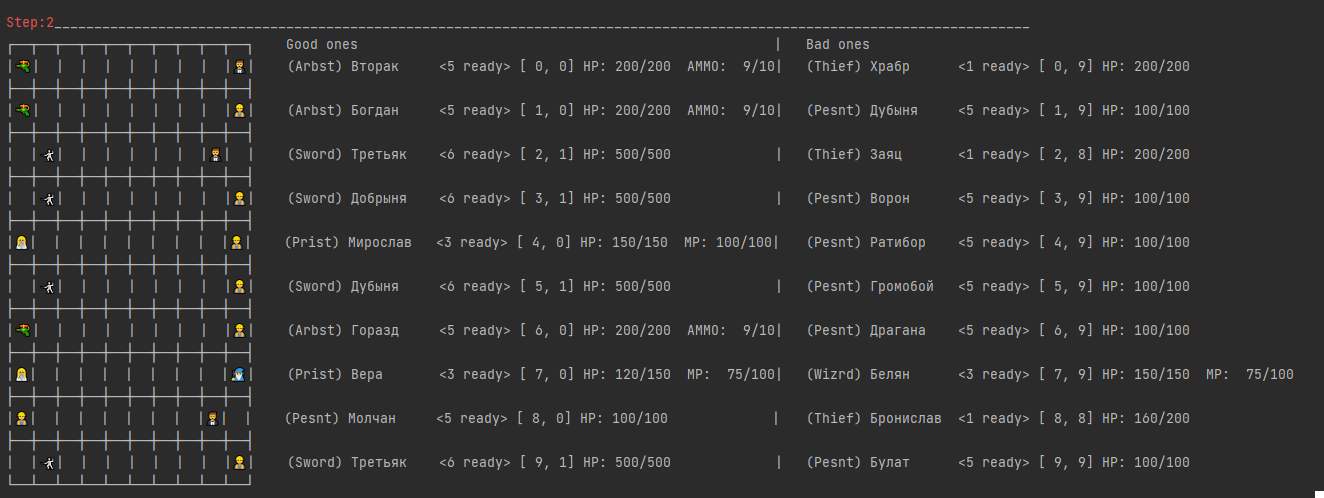 Step:2
Good ones | Bad ones
(Arbst) Вторак <5 ready> [ 0, 0] HP: 200/200 AMMO: 9/10| (Thief) Храбр <1 ready> [ 0, 9] HP: 200/200
(Arbst) Богдан <5 ready> [ 1, 0] HP: 200/200 AMMO: 9/10| (Pesnt) Дубыня <5 ready> [ 1, 9] HP: 100/100
(Sword) Третьяк <6 ready> [ 2, 1] HP: 500/500 | (Thief) Заяц <1 ready> [ 2, 8] HP: 200/200
(Sword) Добрыня <6 ready> [ 3, 1] HP: 500/500 | (Pesnt) Ворон <5 ready> [ 3, 9] HP: 100/100
(Prist) Мирослав <3 ready> [ 4, 0] HP: 150/150 MP: 100/100| (Pesnt) Ратибор <5 ready> [ 4, 9] HP: 100/100
(Sword) Дубыня <6 ready> [ 5, 1] HP: 500/500 | (Pesnt) Громобой <5 ready> [ 5, 9] HP: 100/100
(Arbst) Горазд <5 ready> [ 6, 0] HP: 200/200 AMMO: 9/10| (Pesnt) Драгана <5 ready> [ 6, 9] HP: 100/100
(Prist) Вера <3 ready> [ 7, 0] HP: 120/150 MP: 75/100| (Wizrd) Белян <3 ready> [ 7, 9] HP: 150/150 MP: 75/100
(Pesnt) Молчан <5 ready> [ 8, 0] HP: 100/100 | (Thief) Бронислав <1 ready> [ 8, 8] HP: 160/200
(Sword) Третьяк <6 ready> [ 9, 1] HP: 500/500 | (Pesnt) Булат <5 ready> [ 9, 9] HP: 100/100